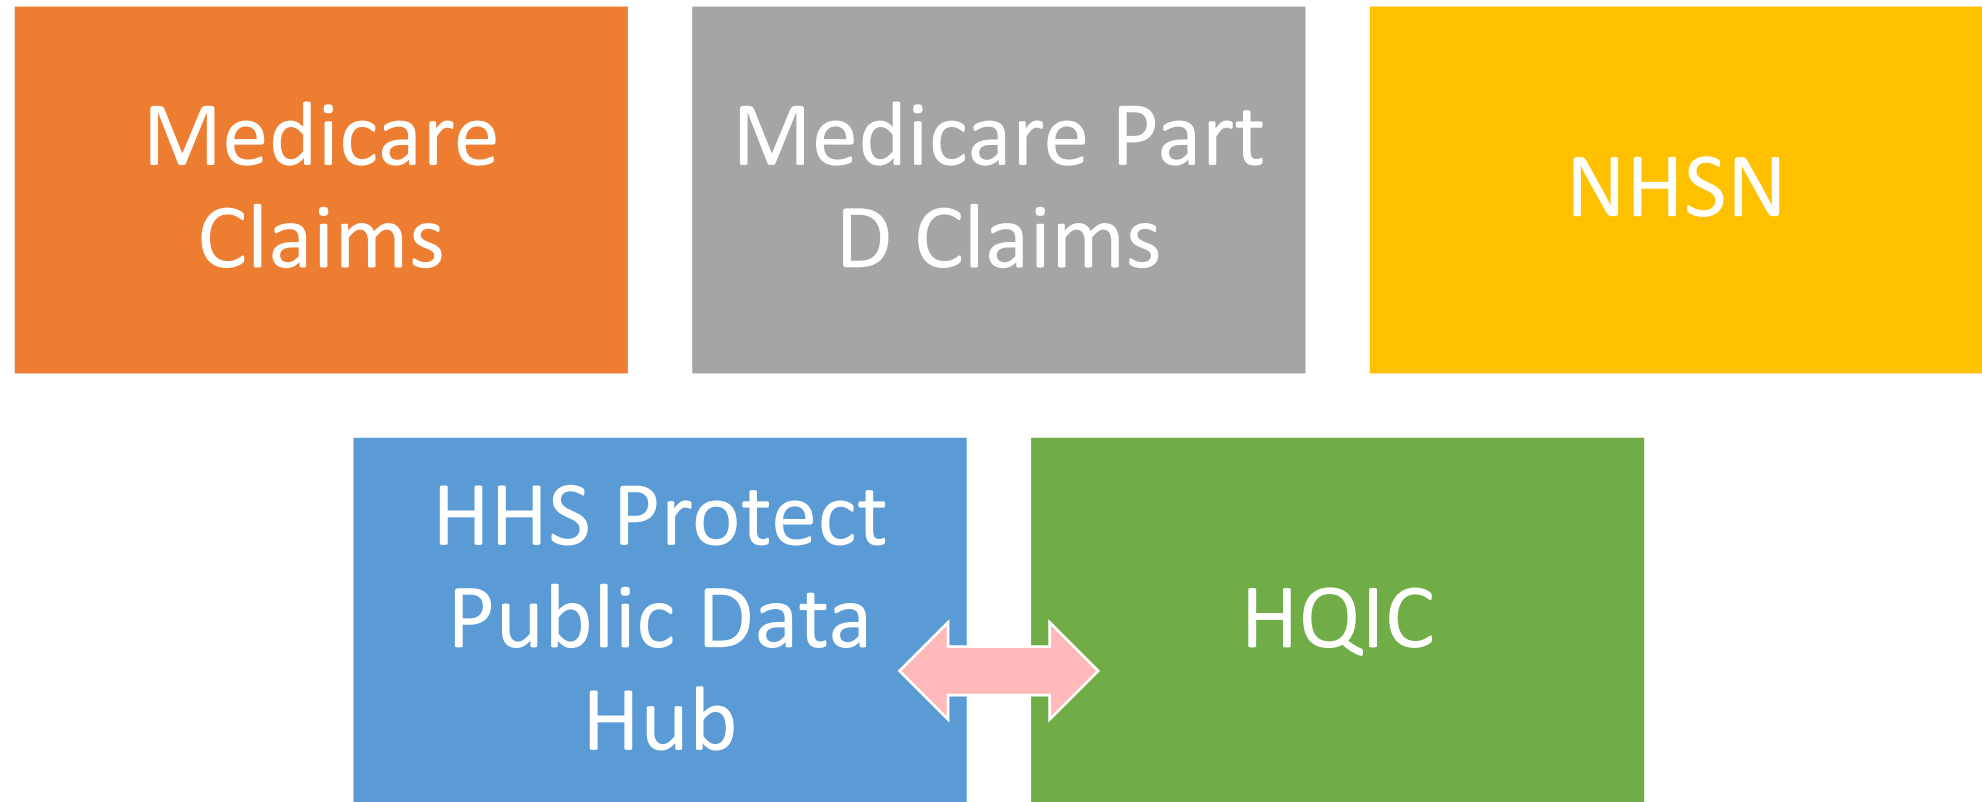 Medicare
Claims
Medicare Part
D Claims
NHSN
HHS Protect
Public Data
Hub
HQIC